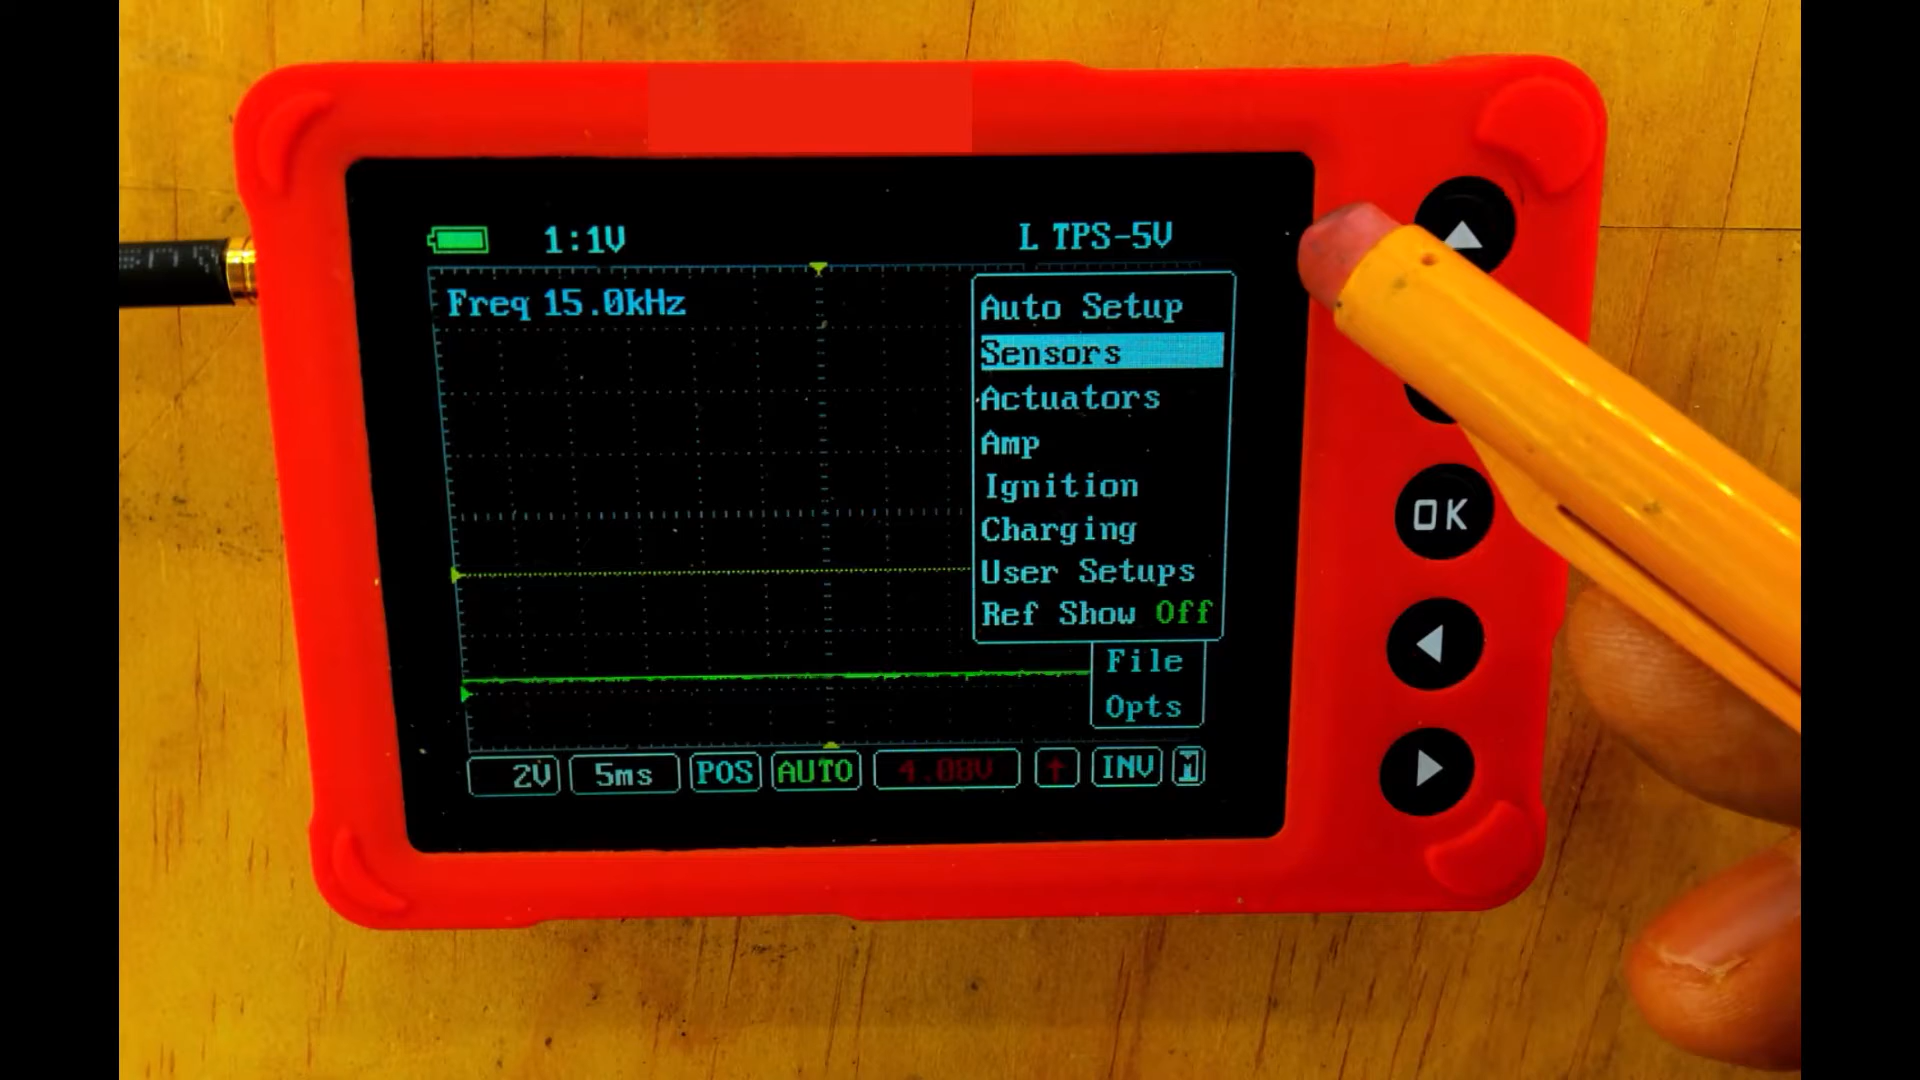 1:1V
L TPS-5V
Freq 15.0kHz
Auto Setup
Sensors
Actuators
Amp
Ignition
Charging
User Setups
Ref Show Off
File
Opts
2V
5ms
POS
AUTO
4.08V
INV
OK